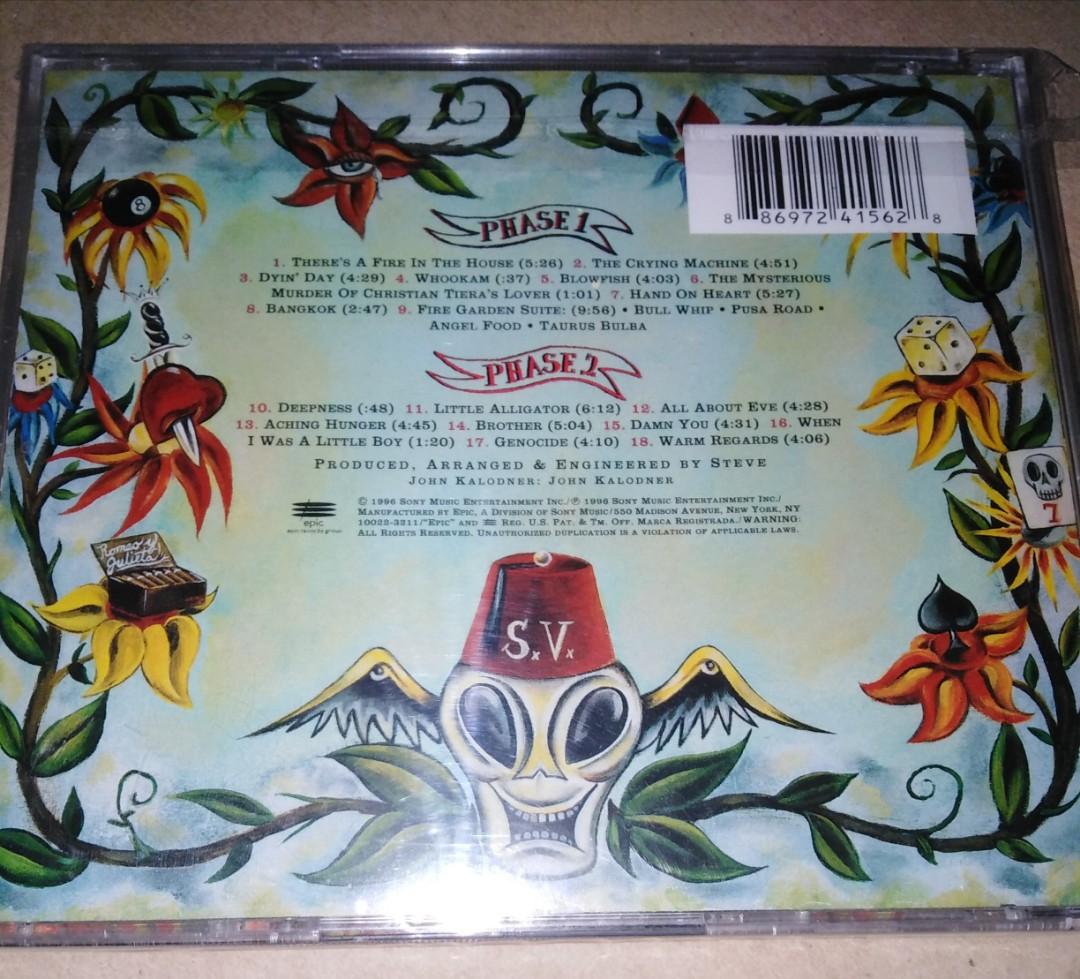 8
8 86972 41562 8
PHASE 1
1. THERE'S A FIRE IN THE HOUSE (5:26) 2. THE CRYING MACHINE (4:51)
3. DYIN' DAY (4:29) 4. WHOOKAM (:37) 5. BLOWFISH (4:03) 6. THE MYSTERIOUS
MURDER OF CHRISTIAN TIERA'S LOVER (1:01) 7. HAND ON HEART (5:27)
8. BANGKOK (2:47) 9. FIRE GARDEN SUITE: (9:56) • BULL WHIP • PUSA ROAD •
ANGEL FOOD • TAURUS BULBA
PHASE 2
10. DEEPNESS (:48) 11. LITTLE ALLIGATOR (6:12) 12. ALL ABOUT EVE (4:28)
13. ACHING HUNGER (4:45) 14. BROTHER (5:04) 15. DAMN YOU (4:31) 16. WHEN
I WAS A LITTLE BOY (1:20) 17. GENOCIDE (4:10) 18. WARM REGARDS (4:06)
PRODUCED, ARRANGED & ENGINEERED BY STEVE
JOHN KALODNER: JOHN KALODNER
© 1996 SONY MUSIC ENTERTAINMENT INC./℗ 1996 SONY MUSIC ENTERTAINMENT INC./
MANUFACTURED BY EPIC, A DIVISION OF SONY MUSIC/550 MADISON AVENUE, NEW YORK, NY
10022-3211/"EPIC" AND REG. U.S. PAT. & TM. OFF. MARCA REGISTRADA./WARNING:
ALL RIGHTS RESERVED. UNAUTHORIZED DUPLICATION IS A VIOLATION OF APPLICABLE LAWS.
epic
7
Romeo y
Julieta
S.V.